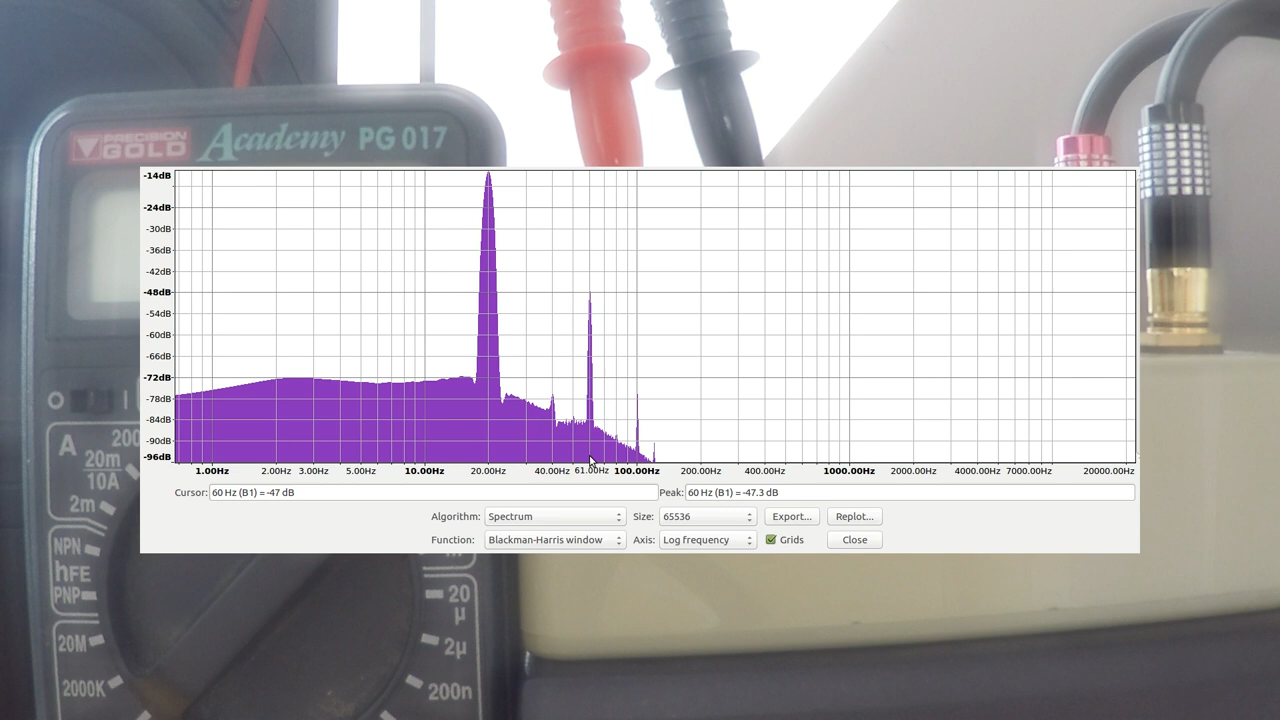 PRECISION
GOLD
Academy PG 017
A
200
20m
10A
2m
NPN
hFE
PNP
20M
2000K
20
μ
2μ
200n
-14dB
-24dB
-30dB
-36dB
-42dB
-48dB
-54dB
-60dB
-66dB
-72dB
-78dB
-84dB
-90dB
-96dB
1.00Hz 2.00Hz 3.00Hz 5.00Hz 10.00Hz 20.00Hz 40.00Hz 61.00Hz 100.00Hz 200.00Hz 400.00Hz 1000.00Hz 2000.00Hz 4000.00Hz 7000.00Hz 20000.00Hz
Cursor: 60 Hz (B1) = -47 dB Peak: 60 Hz (B1) = -47.3 dB
Algorithm: Spectrum Size: 65536 Export... Replot...
Function: Blackman-Harris window Axis: Log frequency Grids Close